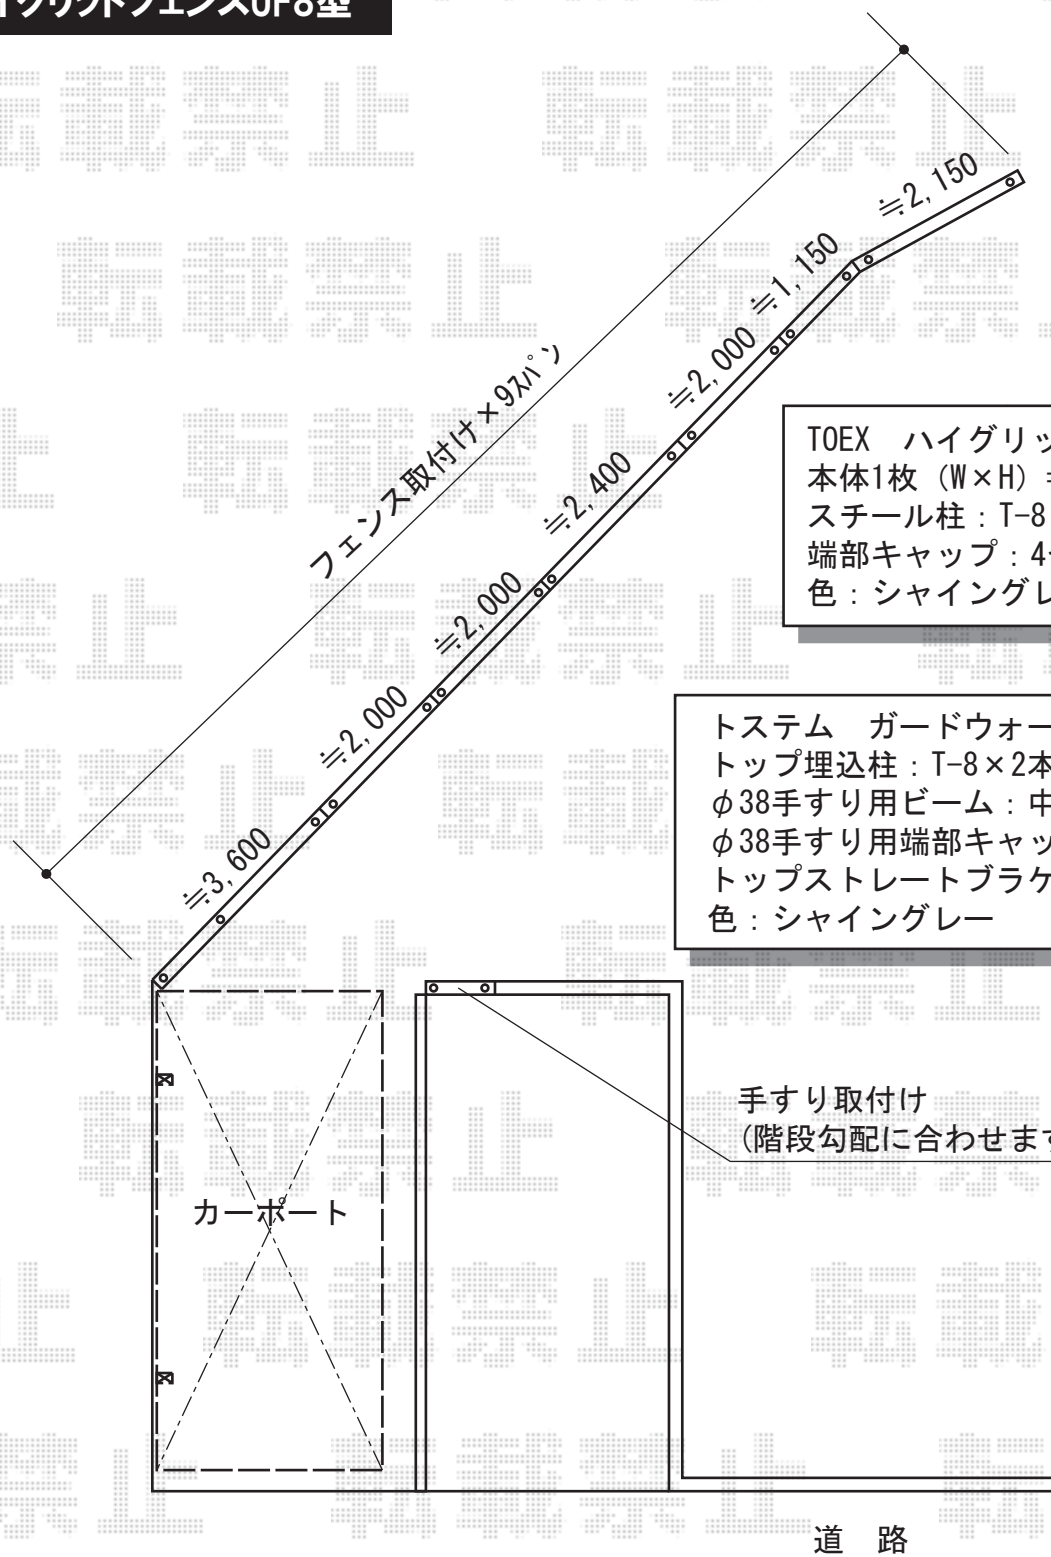 イグリッドフェンスUF8型
≒2,150
≒1,150
≒2,000
フェンス取付け×9スパン
≒2,400
≒2,000
≒2,000
≒3,600
TOEX　ハイグリッ
本体1枚（W×H）
スチール柱：T-8
端部キャップ：4
色：シャイングレ
トステム　ガードウォー
トップ埋込柱：T-8×2本
φ38手すり用ビーム：中
φ38手すり用端部キャッ
トップストレートブラケ
色：シャイングレー
手すり取付け
(階段勾配に合わせます
カーポート
道　路
転載禁止